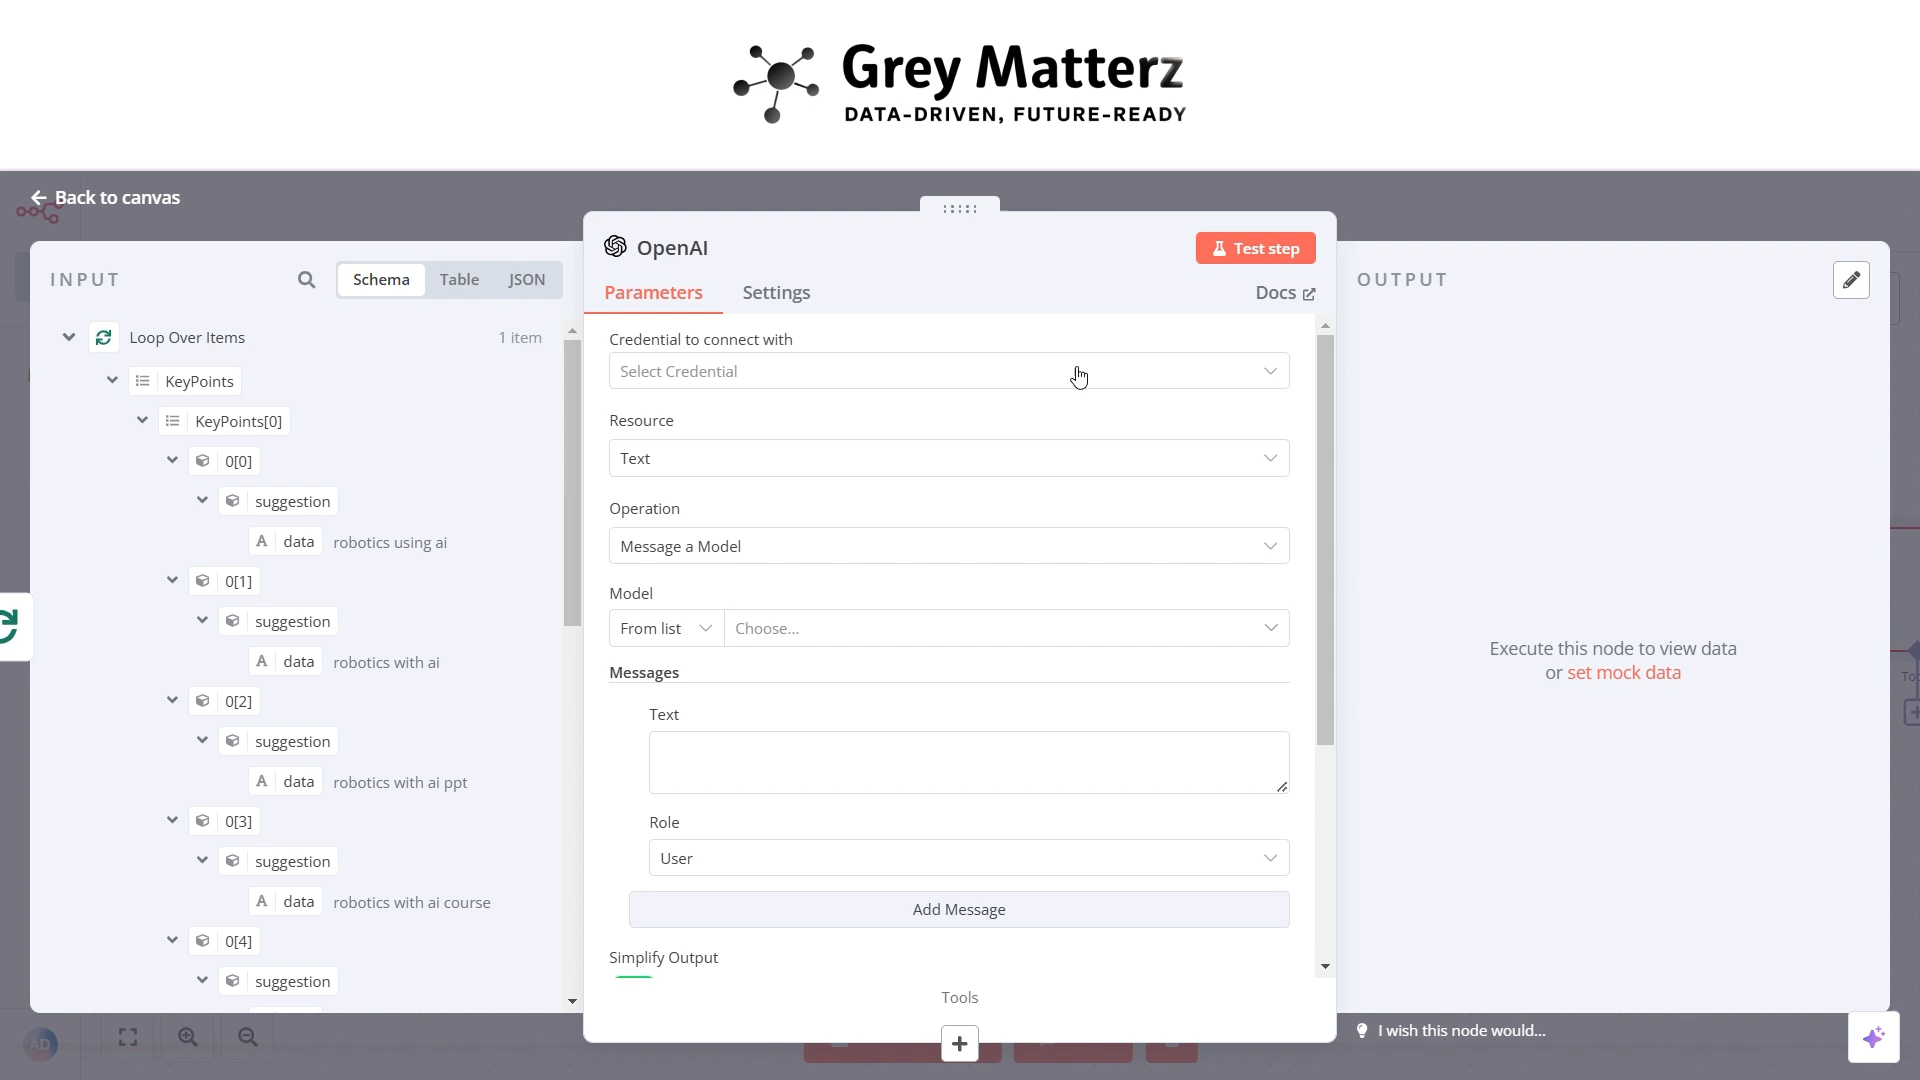 Grey Matterz
DATA-DRIVEN, FUTURE-READY
Back to canvas
INPUT
Schema
Table
JSON
Loop Over Items
1 item
KeyPoints
KeyPoints[0]
0[0]
suggestion
A data robotics using ai
0[1]
suggestion
A data robotics with ai
0[2]
suggestion
A data robotics with ai ppt
0[3]
suggestion
A data robotics with ai course
0[4]
suggestion
OpenAI
Test step
Parameters
Settings
Docs
Credential to connect with
Select Credential
Resource
Text
Operation
Message a Model
Model
From list
Choose...
Messages
Text
Role
User
Add Message
Simplify Output
Tools
OUTPUT
Execute this node to view data
or set mock data
I wish this node would...
AD